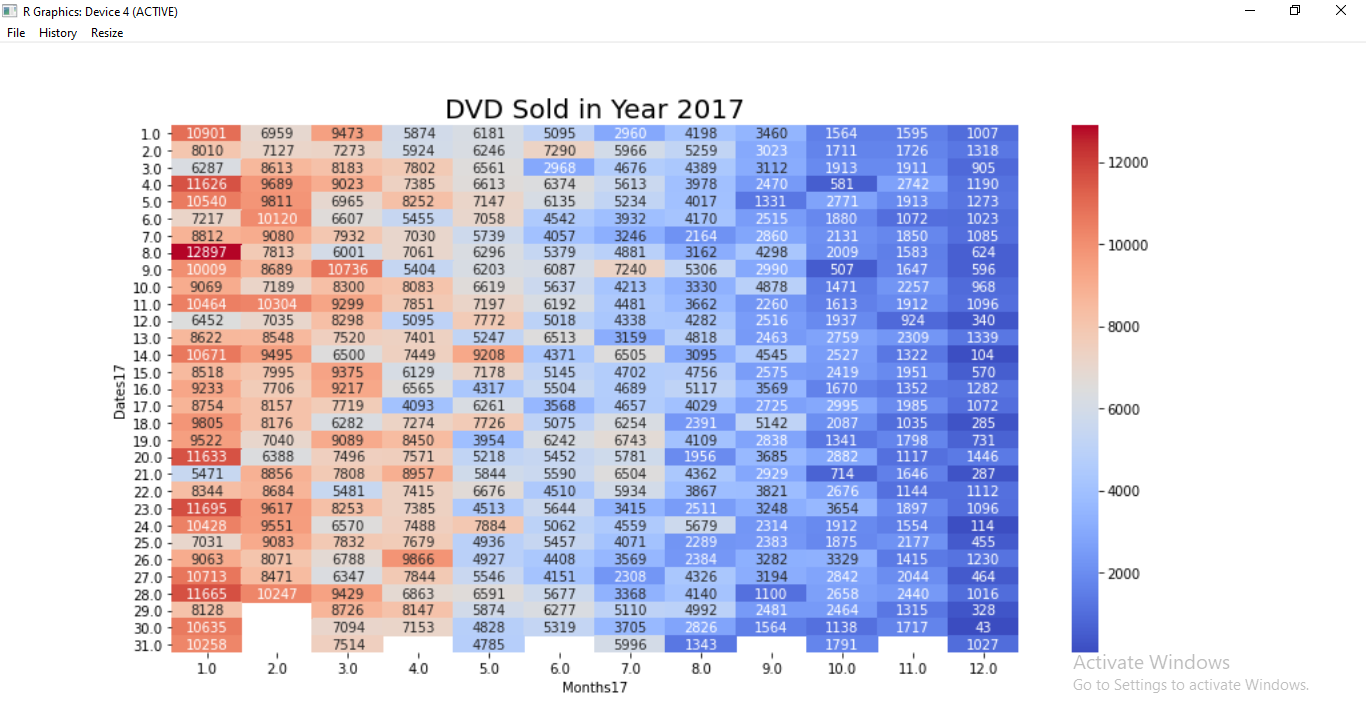 R Graphics: Device 4 (ACTIVE)
File History Resize
DVD Sold in Year 2017
1.0 10901 6959 9473 5874 6181 5095 2960 4198 3460 1564 1595 1007
2.0 8010 7127 7273 5924 6246 7290 5966 5259 3023 1711 1726 1318
3.0 6287 8613 8183 7802 6561 2968 4676 4389 3112 1913 1911 905
4.0 11626 9689 9023 7385 6613 6374 5613 3978 2470 581 2742 1190
5.0 10540 9811 6965 8252 7147 6135 5234 4017 1331 2771 1913 1273
6.0 7217 10120 6607 5455 7058 4542 3932 4170 2515 1880 1072 1023
7.0 8812 9080 7932 7030 5739 4057 3246 2164 2860 2131 1850 1085
8.0 12897 7813 6001 7061 6296 5379 4881 3162 4298 2009 1583 624
9.0 10009 8689 10736 5404 6203 6087 7240 5306 2990 507 1647 596
10.0 9069 7189 8300 8083 6619 5637 4213 3330 4878 1471 2257 968
11.0 10464 10304 9299 7851 7197 6192 4481 3662 2260 1613 1912 1096
12.0 6452 7035 8298 5095 7772 5018 4338 4282 2516 1937 924 340
13.0 8622 8548 7520 7401 5247 6513 3159 4818 2463 2759 2309 1339
14.0 10671 9495 6500 7449 9208 4371 6505 3095 4545 2527 1322 104
15.0 8518 7995 9375 6129 7178 5145 4702 4756 2575 2419 1951 570
16.0 9233 7706 9217 6565 4317 5504 4689 5117 3569 1670 1352 1282
17.0 8754 8157 7719 4093 6261 3568 4657 4029 2725 2995 1985 1072
18.0 9805 8176 6282 7274 7726 5075 6254 2391 5142 2087 1035 285
19.0 9522 7040 9089 8450 3954 6242 6743 4109 2838 1341 1798 731
20.0 11633 6388 7496 7571 5218 5452 5781 1956 3685 2882 1117 1446
21.0 5471 8856 7808 8957 5844 5590 6504 4362 2929 714 1646 287
22.0 8344 8684 5481 7415 6676 4510 5934 3867 3821 2676 1144 1112
23.0 11695 9617 8253 7385 4513 5644 3415 2511 3248 3654 1897 1096
24.0 10428 9551 6570 7488 7884 5062 4559 5679 2314 1912 1554 114
25.0 7031 9083 7832 7679 4936 5457 4071 2289 2383 1875 2177 455
26.0 9063 8071 6788 9866 4927 4408 3569 2384 3282 3329 1415 1230
27.0 10713 8471 6347 7844 5546 4151 2308 4326 3194 2842 2044 464
28.0 11665 10247 9429 6863 6591 5677 3368 4140 1100 2658 2440 1016
29.0 8128 8726 8147 5874 6277 5110 4992 2481 2464 1315 328
30.0 10635 7094 7153 4828 5319 3705 2826 1564 1138 1717 43
31.0 10258 7514 4785 5996 1343 1791 1027
1.0 2.0 3.0 4.0 5.0 6.0 7.0 8.0 9.0 10.0 11.0 12.0
Months17
Dates17
12000
10000
8000
6000
4000
2000
Activate Windows
Go to Settings to activate Windows.